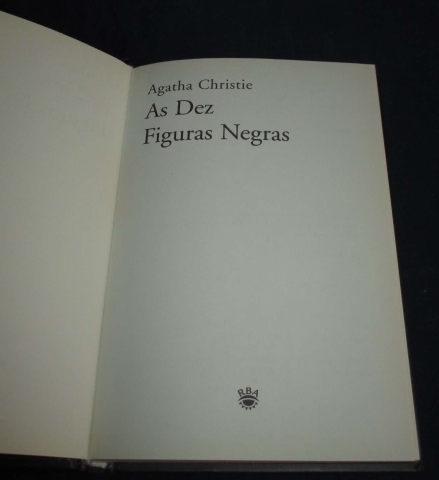 Agatha Christie
As Dez
Figuras Negras
RBA